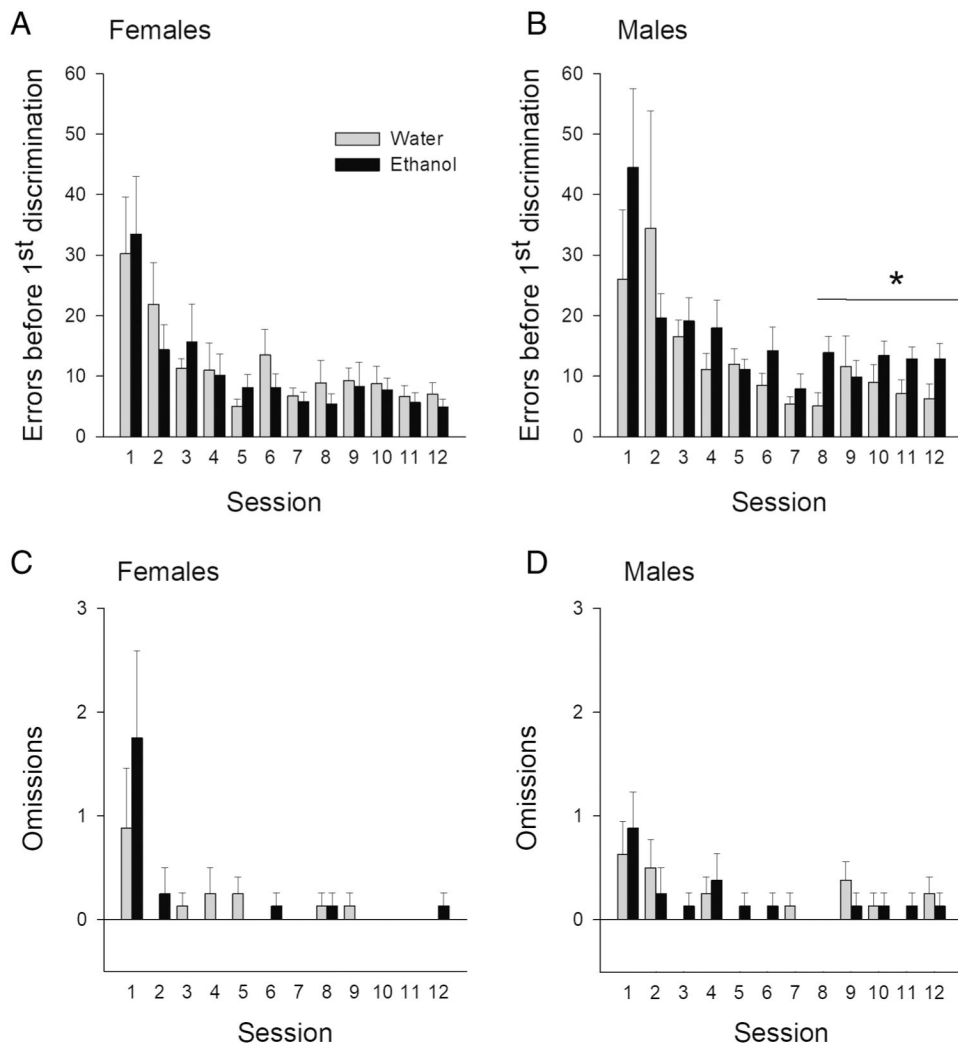 A Females
Errors before 1st discrimination
60
50
40
30
20
10
0
Water
Ethanol
1 2 3 4 5 6 7 8 9 10 11 12
Session
B Males
Errors before 1st discrimination
60
50
40
30
20
10
0
*
1 2 3 4 5 6 7 8 9 10 11 12
Session
C Females
Omissions
3
2
1
0
1 2 3 4 5 6 7 8 9 10 11 12
Session
D Males
Omissions
3
2
1
0
1 2 3 4 5 6 7 8 9 10 11 12
Session